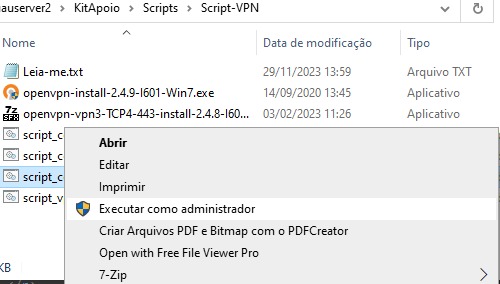 auserver2 > KitApoio > Scripts > Script-VPN
Nome Data de modificação Tipo
Leia-me.txt 29/11/2023 13:59 Arquivo TXT
openvpn-install-2.4.9-I601-Win7.exe 14/09/2020 13:45 Aplicativo
openvpn-vpn3-TCP4-443-install-2.4.8-I60... 03/02/2023 11:26 Aplicativo
script_c
script_c
script_c
script_v
Abrir
Editar
Imprimir
Executar como administrador
Criar Arquivos PDF e Bitmap com o PDFCreator
Open with Free File Viewer Pro
7-Zip
KB